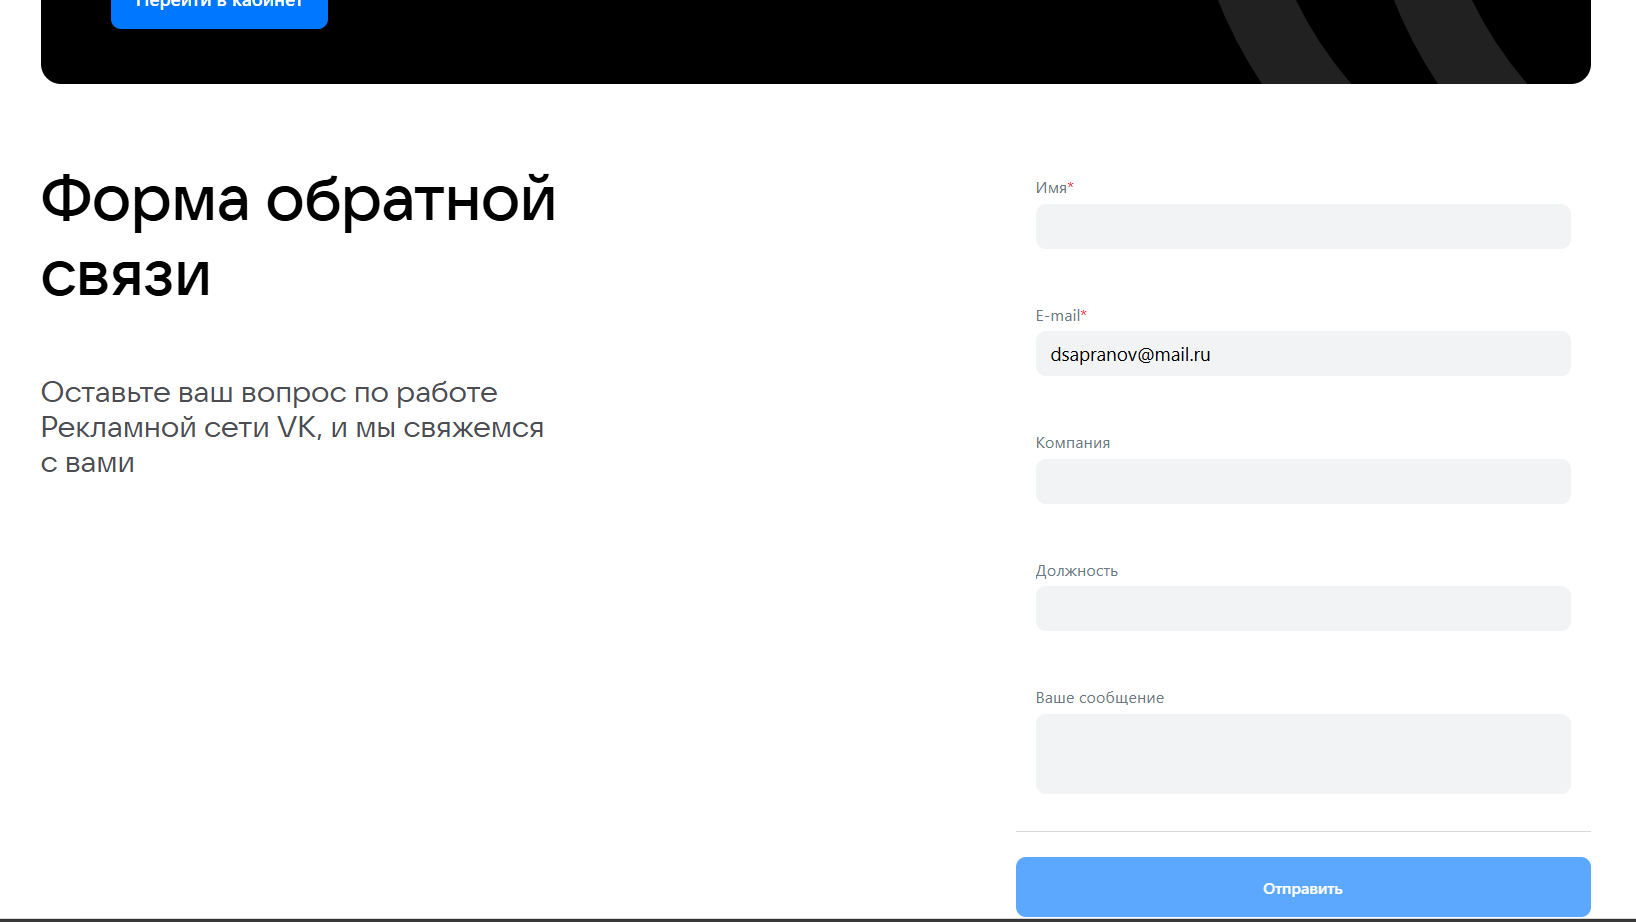 Перейти в кабинет
Форма обратной
связи
Оставьте ваш вопрос по работе
Рекламной сети VK, и мы свяжемся
с вами
Имя*
E-mail*
dsapranov@mail.ru
Компания
Должность
Ваше сообщение
Отправить